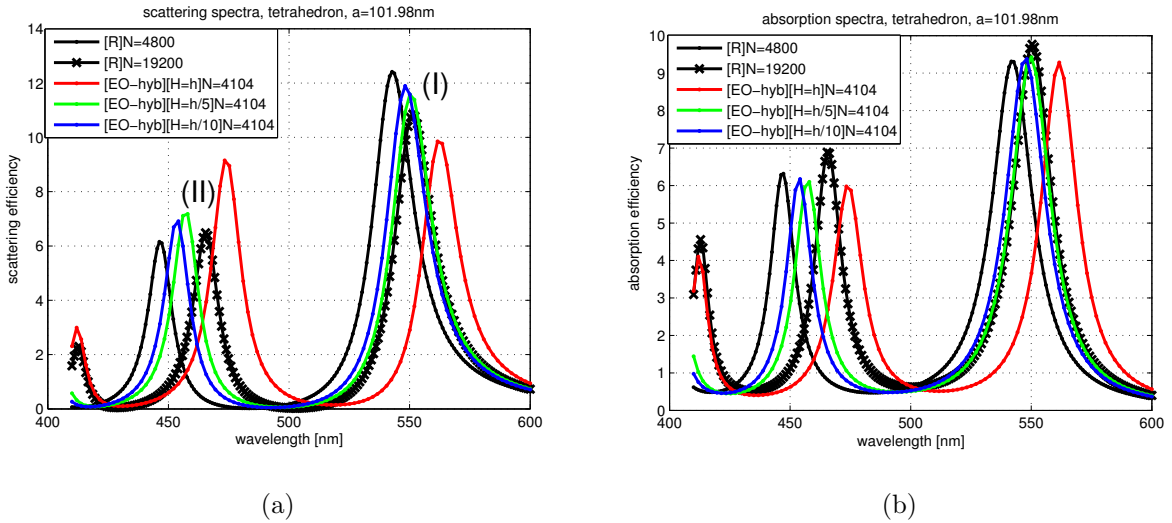 scattering spectra, tetrahedron, a=101.98nm
14
12
10
8
6
4
2
0
400
450
500
550
600
scattering efficiency
wavelength [nm]
[R]N=4800
[R]N=19200
[EO−hyb][H=h]N=4104
[EO−hyb][H=h/5]N=4104
[EO−hyb][H=h/10]N=4104
(I)
(II)
(a)
absorption spectra, tetrahedron, a=101.98nm
10
9
8
7
6
5
4
3
2
1
0
400
450
500
550
600
absorption efficiency
wavelength [nm]
[R]N=4800
[R]N=19200
[EO−hyb][H=h]N=4104
[EO−hyb][H=h/5]N=4104
[EO−hyb][H=h/10]N=4104
(b)